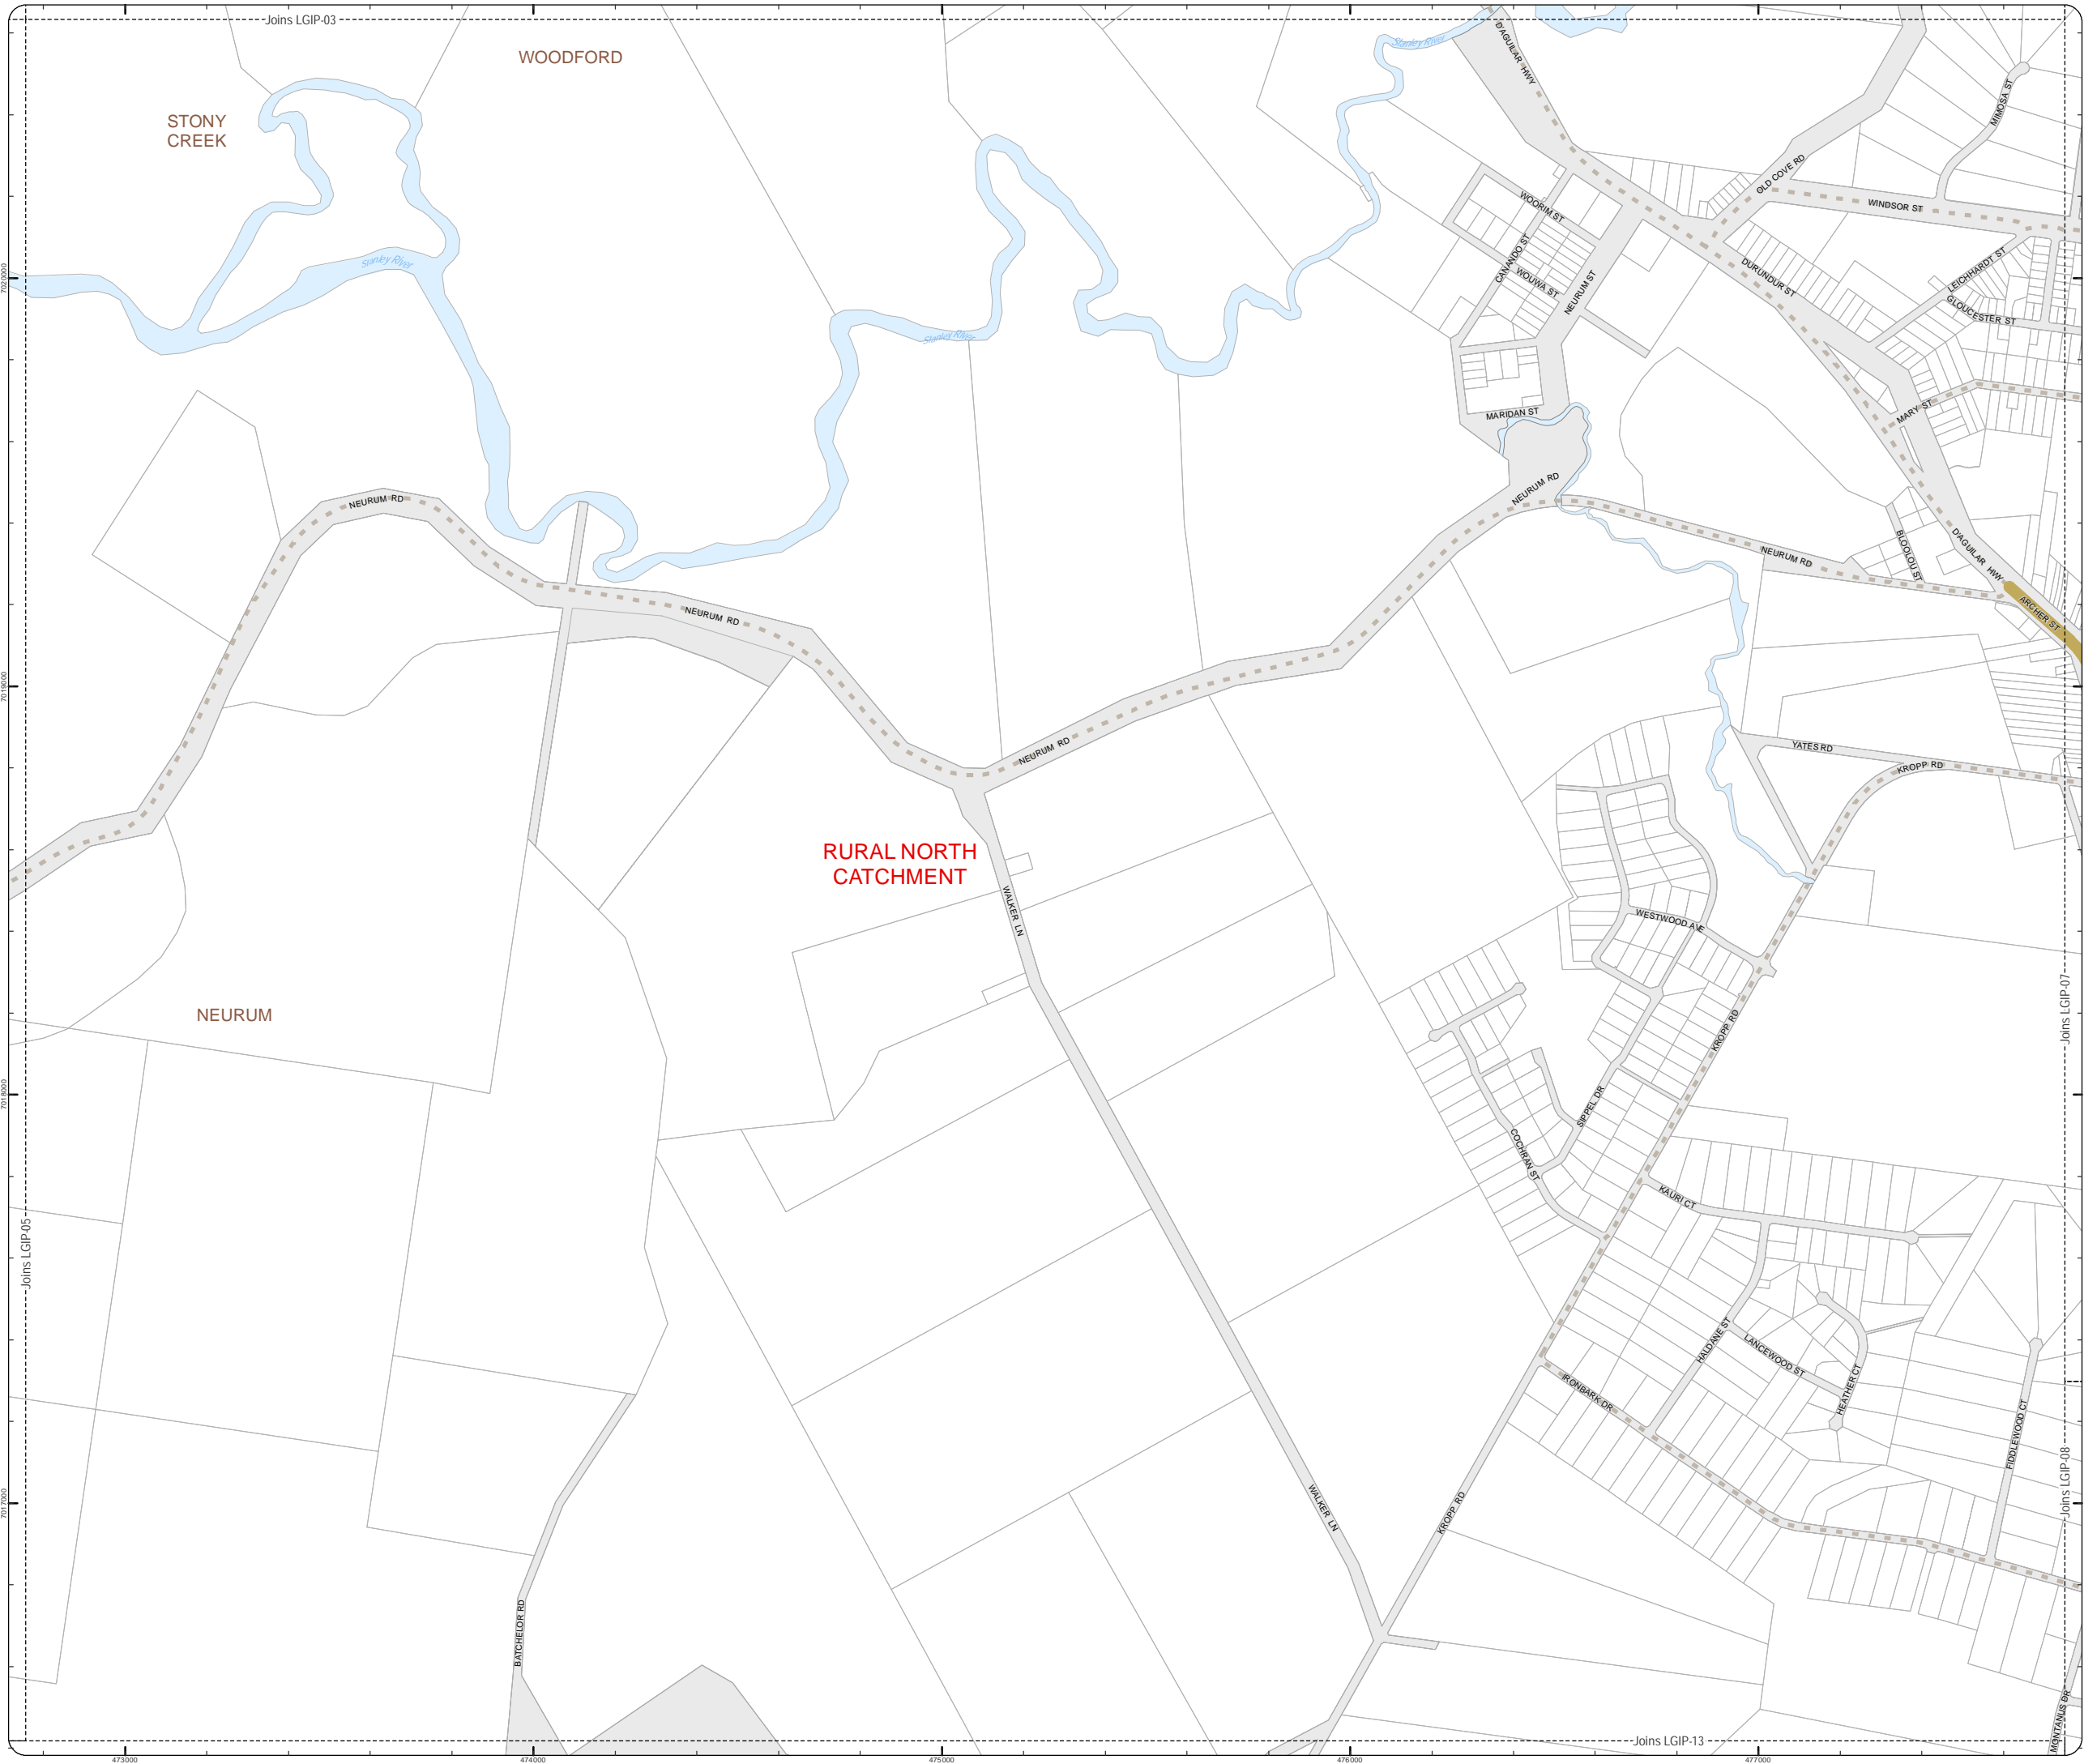 Joins LGIP-03
WOODFORD
STONY
CREEK
Stanley River
D'AGUILAR HWY
MIMOSA ST
OLD COVE RD
WINDSOR ST
WOORIM ST
CANANDO ST
WOUWA ST
NEURUM ST
DURUNDUR ST
LEICHHARDT ST
GLOUCESTER ST
Stanley River
Stanley River
7020000
MARIDAN ST
MARY ST
NEURUM RD
NEURUM RD
NEURUM RD
BLOOLOU ST
D'AGUILAR HWY
ARCHER ST
NEURUM RD
7019000
NEURUM RD
YATES RD
KROPP RD
RURAL NORTH
CATCHMENT
WALKER LN
WESTWOOD AVE
NEURUM
KROPP RD
Joins LGIP-07
7018000
SIPPEL DR
COCHRAN ST
KAURI CT
Joins LGIP-05
HALDANE ST
LANCEWOOD ST
HEATHER CT
IRONBARK DR
FIDDLEWOOD CT
Joins LGIP-08
7017000
WALKER LN
KROPP RD
BATCHELOR RD
MONTANUS DR
Joins LGIP-13
473000
474000
475000
476000
477000